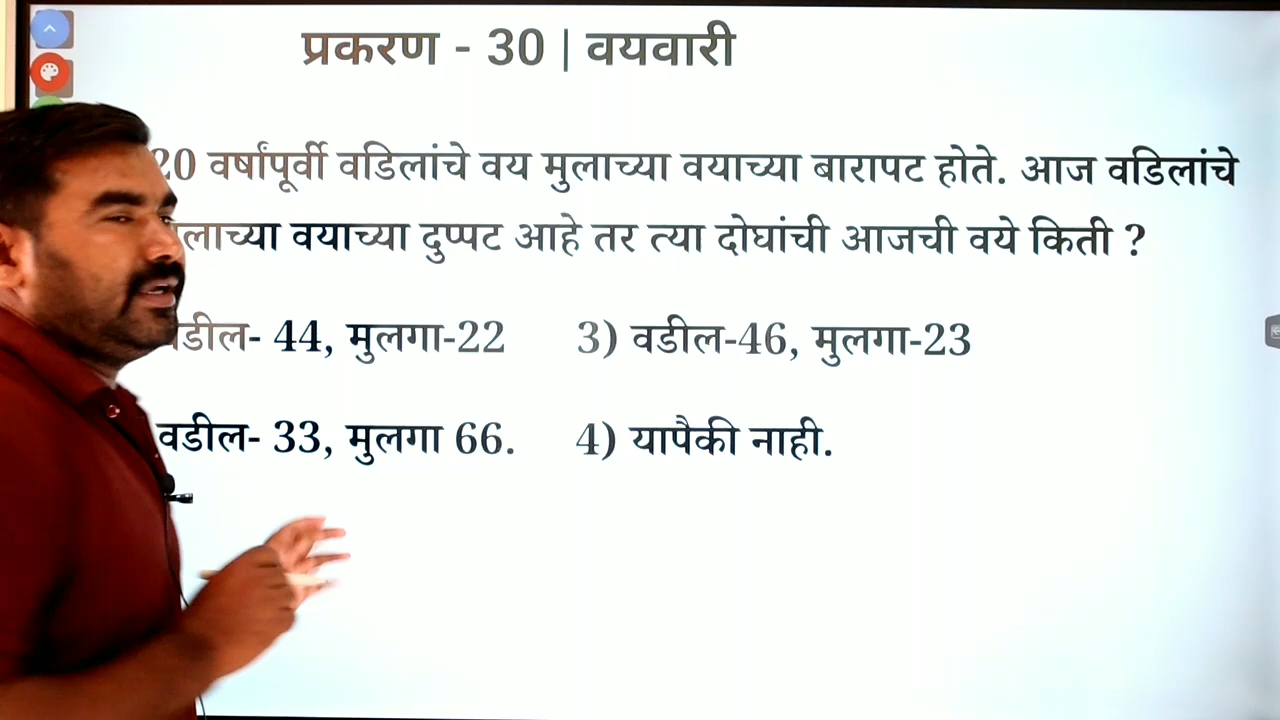 प्रकरण - 30 | वयवारी
20 वर्षांपूर्वी वडिलांचे वय मुलाच्या वयाच्या बारापट होते. आज वडिलांचे
वयाच्या दुप्पट आहे तर त्या दोघांची आजची वये किती ?
44, मुलगा-22 3) वडील-46, मुलगा-23
वडील- 33, मुलगा 66. 4) यापैकी नाही.